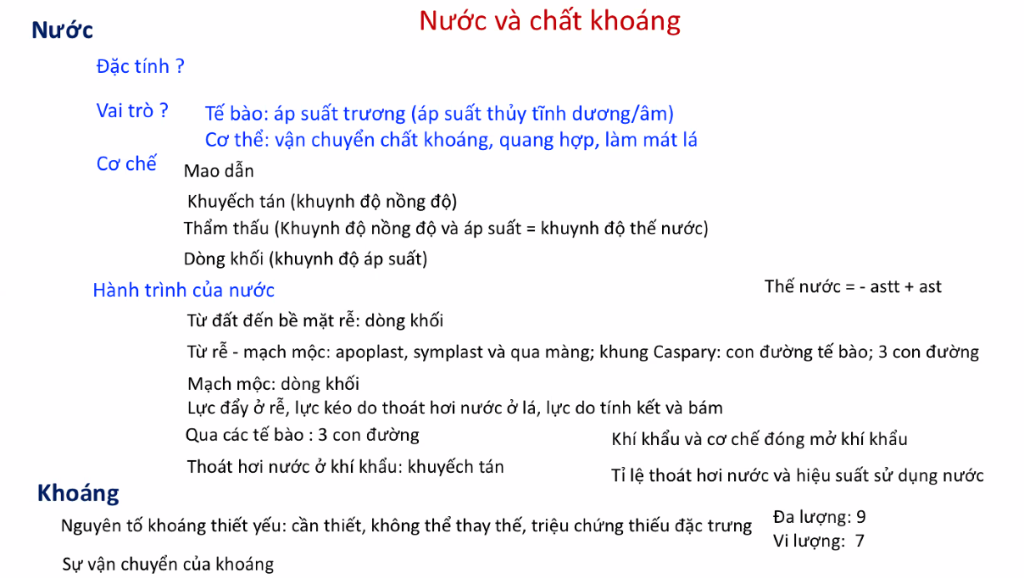 Nước và chất khoáng
Nước
Đặc tính ?
Vai trò ?
Tế bào: áp suất trương (áp suất thủy tĩnh dương/âm)
Cơ thể: vận chuyển chất khoáng, quang hợp, làm mát lá
Cơ chế
Mao dẫn
Khuyếch tán (khuynh độ nồng độ)
Thẩm thấu (Khuynh độ nồng độ và áp suất = khuynh độ thế nước)
Dòng khối (khuynh độ áp suất)
Hành trình của nước
Thế nước = - astt + ast
Từ đất đến bề mặt rễ: dòng khối
Từ rễ - mạch mộc: apoplast, symplast và qua màng; khung Caspary: con đường tế bào; 3 con đường
Mạch mộc: dòng khối
Lực đẩy ở rễ, lực kéo do thoát hơi nước ở lá, lực do tính kết và bám
Qua các tế bào : 3 con đường
Khí khẩu và cơ chế đóng mở khí khẩu
Thoát hơi nước ở khí khẩu: khuyếch tán
Tỉ lệ thoát hơi nước và hiệu suất sử dụng nước
Khoáng
Nguyên tố khoáng thiết yếu: cần thiết, không thể thay thế, triệu chứng thiếu đặc trưng
Đa lượng: 9
Vi lượng: 7
Sự vận chuyển của khoáng